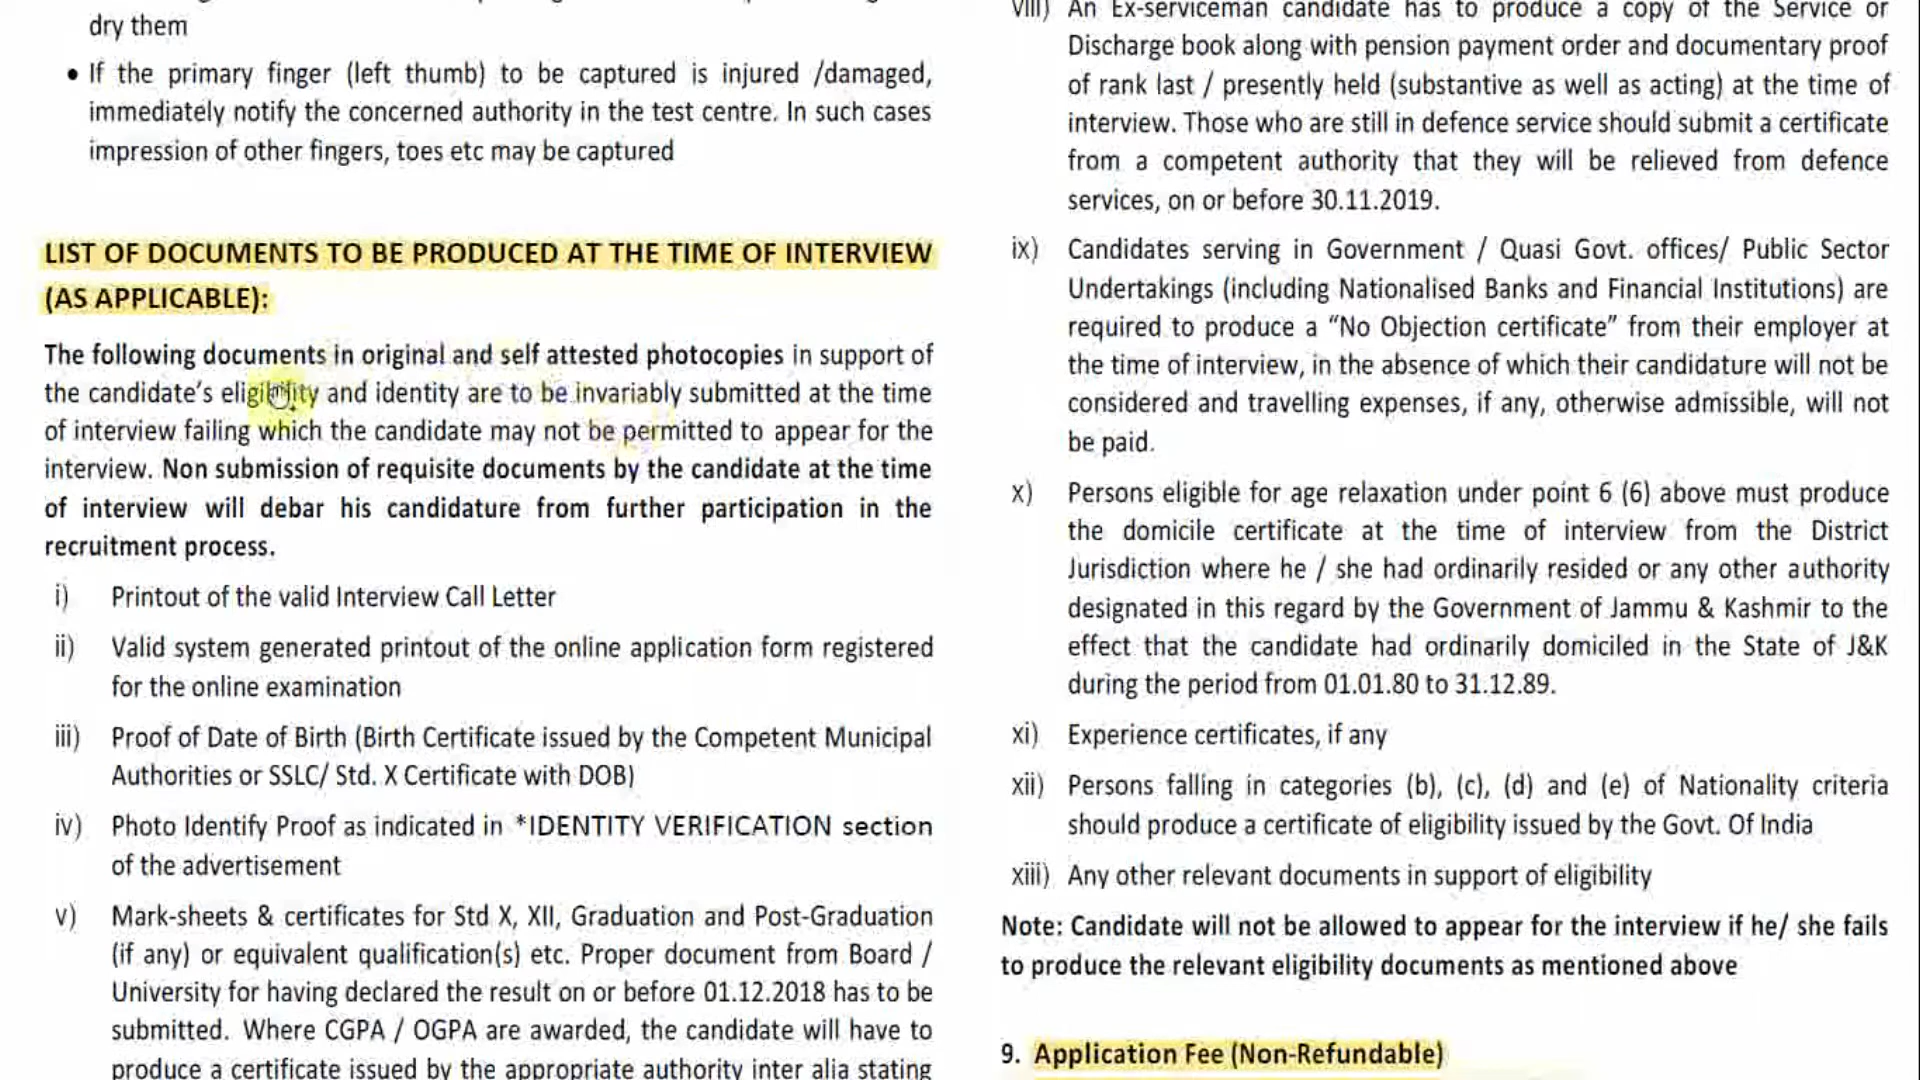 dry them
• If the primary finger (left thumb) to be captured is injured /damaged,
immediately notify the concerned authority in the test centre. In such cases
impression of other fingers, toes etc may be captured
LIST OF DOCUMENTS TO BE PRODUCED AT THE TIME OF INTERVIEW
(AS APPLICABLE):
The following documents in original and self attested photocopies in support of
the candidate's eligibility and identity are to be invariably submitted at the time
of interview failing which the candidate may not be permitted to appear for the
interview. Non submission of requisite documents by the candidate at the time
of interview will debar his candidature from further participation in the
recruitment process.
i) Printout of the valid Interview Call Letter
ii) Valid system generated printout of the online application form registered
for the online examination
iii) Proof of Date of Birth (Birth Certificate issued by the Competent Municipal
Authorities or SSLC/ Std. X Certificate with DOB)
iv) Photo Identify Proof as indicated in *IDENTITY VERIFICATION section
of the advertisement
v) Mark-sheets & certificates for Std X, XII, Graduation and Post-Graduation
(if any) or equivalent qualification(s) etc. Proper document from Board /
University for having declared the result on or before 01.12.2018 has to be
submitted. Where CGPA / OGPA are awarded, the candidate will have to
produce a certificate issued by the appropriate authority inter alia stating
viii) An Ex-serviceman candidate has to produce a copy of the Service or
Discharge book along with pension payment order and documentary proof
of rank last / presently held (substantive as well as acting) at the time of
interview. Those who are still in defence service should submit a certificate
from a competent authority that they will be relieved from defence
services, on or before 30.11.2019.
ix) Candidates serving in Government / Quasi Govt. offices/ Public Sector
Undertakings (including Nationalised Banks and Financial Institutions) are
required to produce a “No Objection certificate” from their employer at
the time of interview, in the absence of which their candidature will not be
considered and travelling expenses, if any, otherwise admissible, will not
be paid.
x) Persons eligible for age relaxation under point 6 (6) above must produce
the domicile certificate at the time of interview from the District
Jurisdiction where he / she had ordinarily resided or any other authority
designated in this regard by the Government of Jammu & Kashmir to the
effect that the candidate had ordinarily domiciled in the State of J&K
during the period from 01.01.80 to 31.12.89.
xi) Experience certificates, if any
xii) Persons falling in categories (b), (c), (d) and (e) of Nationality criteria
should produce a certificate of eligibility issued by the Govt. Of India
xiii) Any other relevant documents in support of eligibility
Note: Candidate will not be allowed to appear for the interview if he/ she fails
to produce the relevant eligibility documents as mentioned above
9. Application Fee (Non-Refundable)